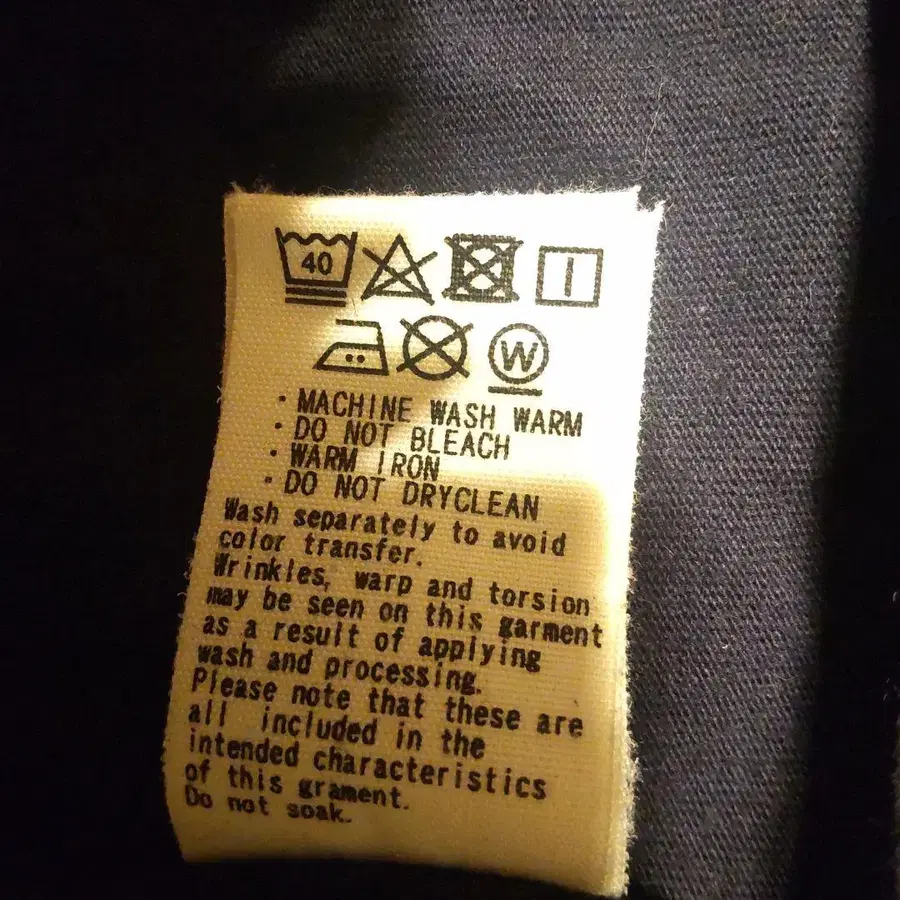 40
W
・MACHINE WASH WARM
・DO NOT BLEACH
・WARM IRON
・DO NOT DRYCLEAN
Wash separately to avoid
color transfer.
Wrinkles, warp and torsion
may be seen on this garment
as a result of applying
wash and processing.
Please note that these are
all included in the
intended characteristics
of this grament.
Do not soak.